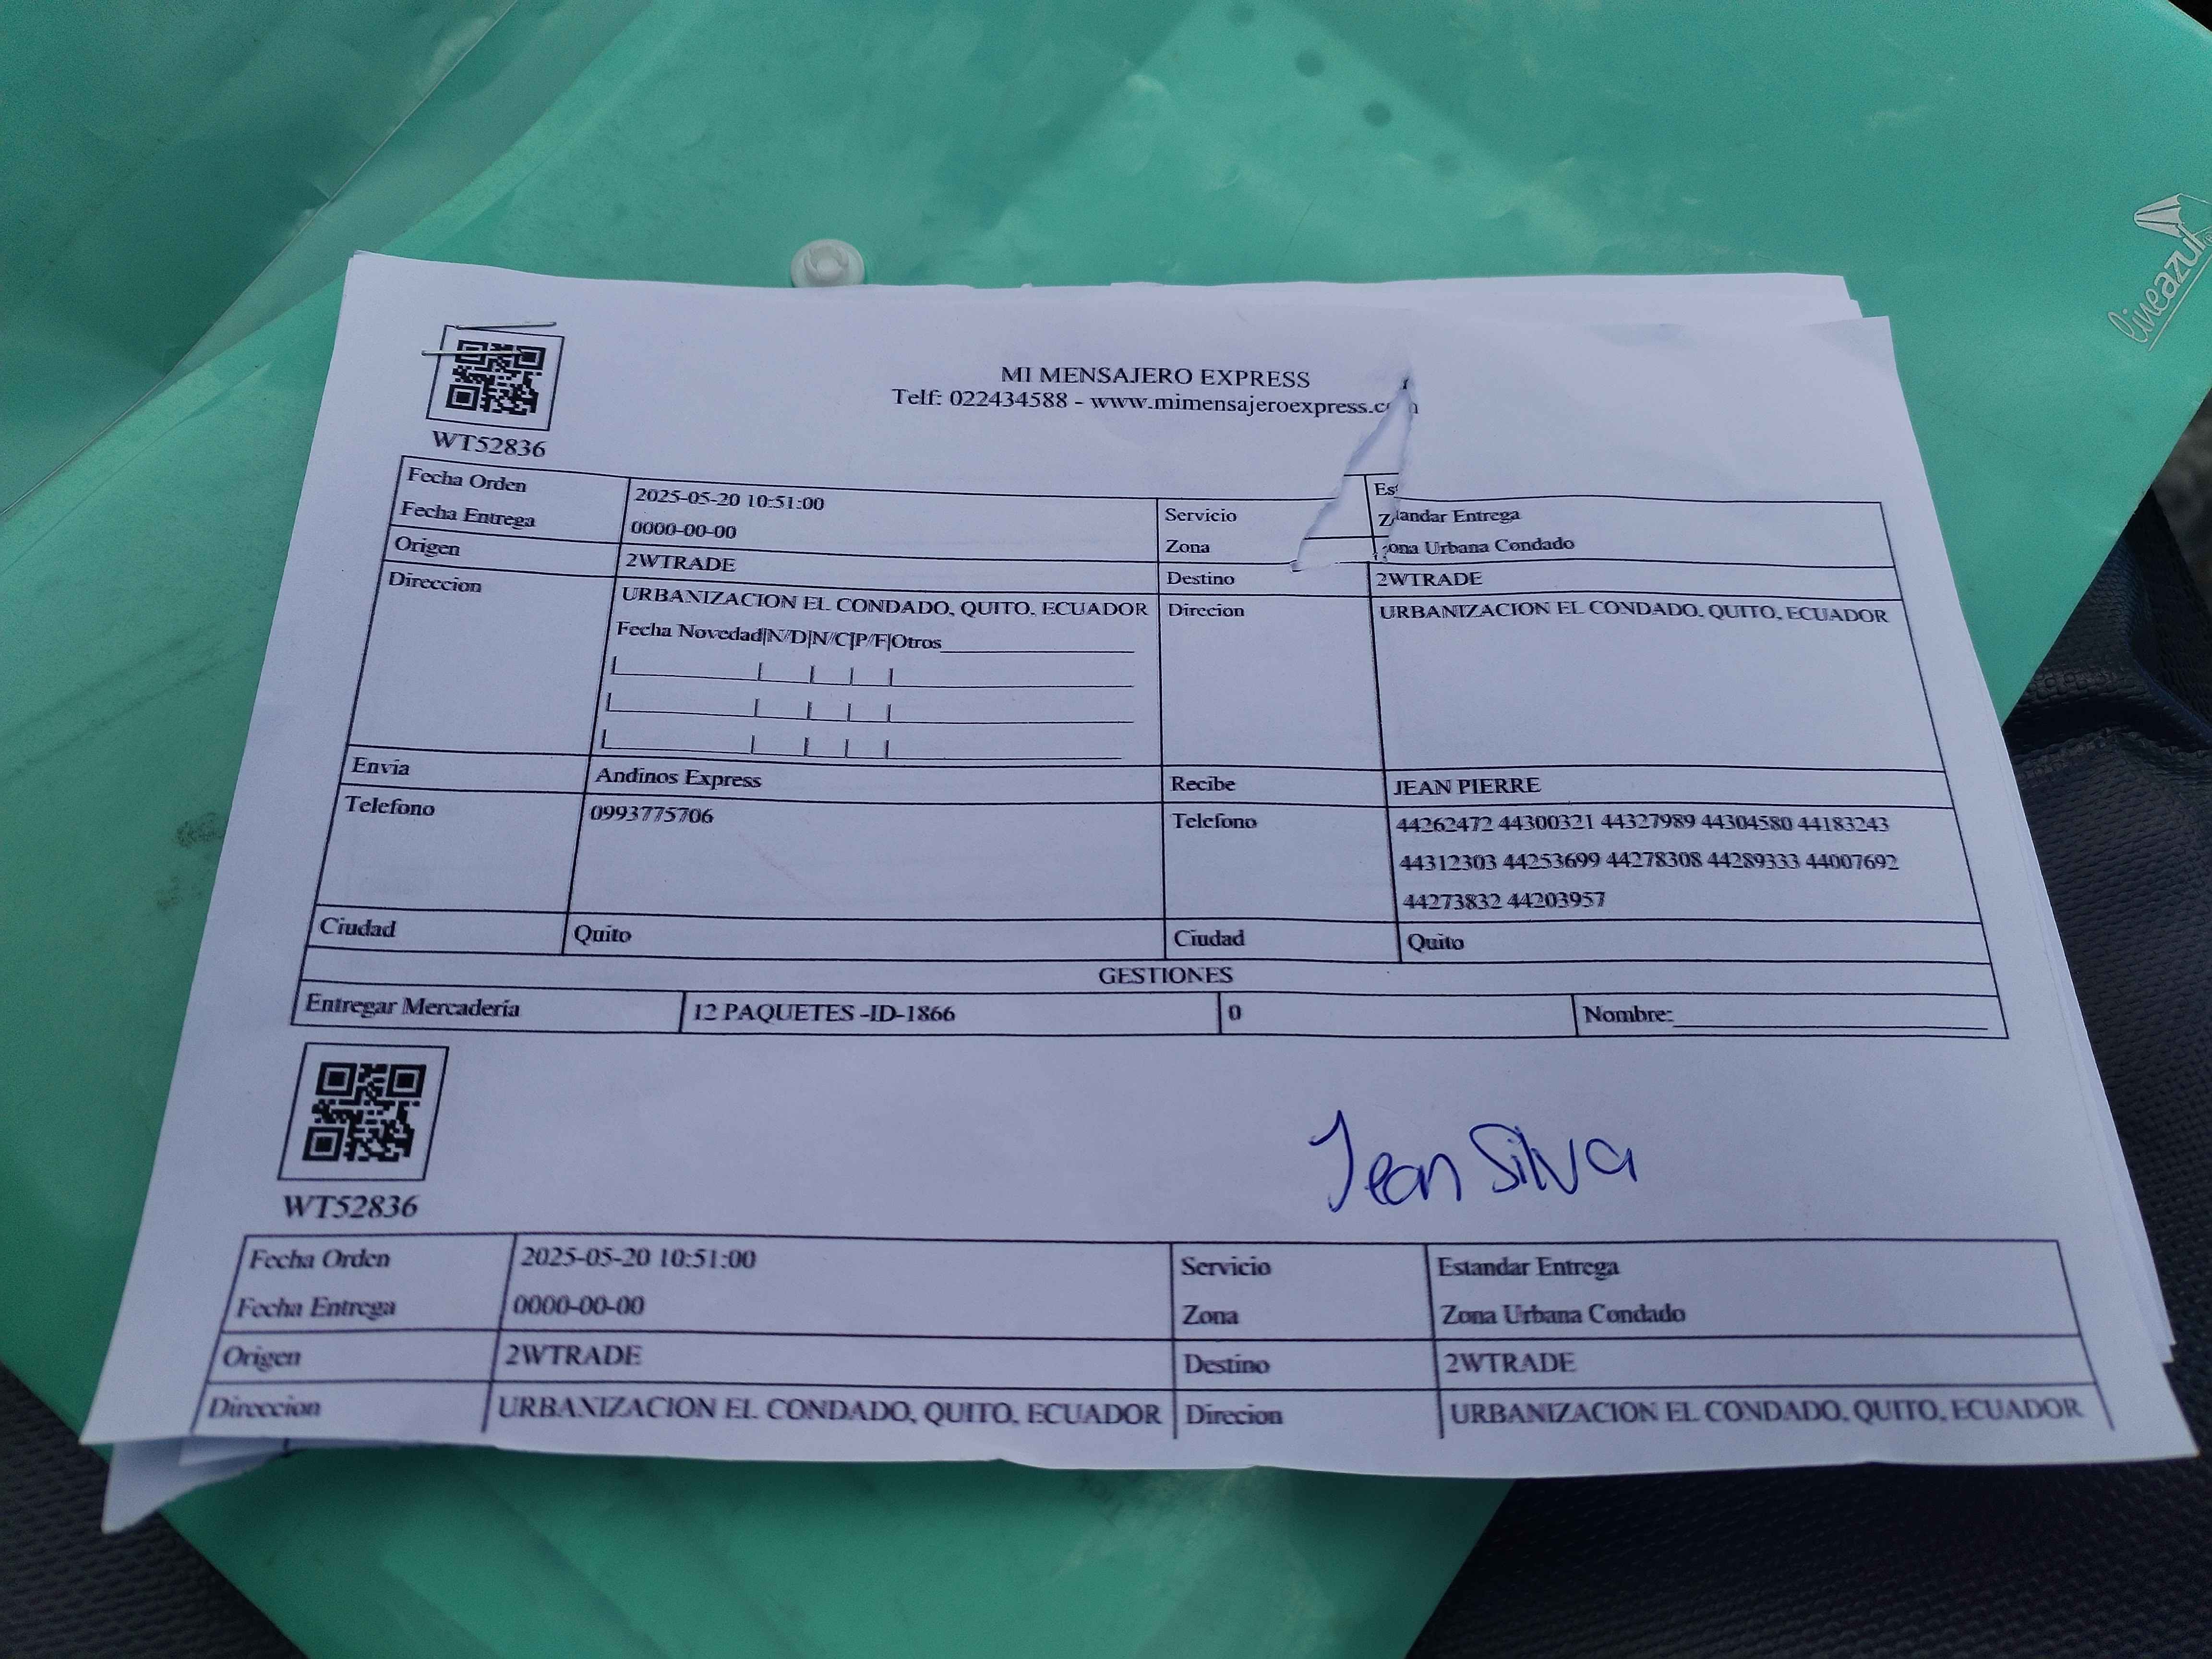 lineazul
MI MENSAJERO EXPRESS
Telf: 022434588 - www.mimensajeroexpress.c m
WT52836
Fecha Orden 2025-05-20 10:51:00 Servicio Estandar Entrega
Fecha Entrega 0000-00-00 Zona Zona Urbana Condado
Origen 2WTRADE Destino 2WTRADE
Direccion URBANIZACION EL CONDADO, QUITO, ECUADOR Direcion URBANIZACION EL CONDADO, QUITO, ECUADOR
Fecha Novedad|N/D|N/C|P/F|Otros
Envia Andinos Express Recibe JEAN PIERRE
Telefono 0993775706 Telefono 44262472 44300321 44327989 44304580 44183243
44312303 44253699 44278308 44289333 44007692
44273832 44203957
Ciudad Quito Ciudad Quito
GESTIONES
Entregar Mercadería 12 PAQUETES -ID-1866 0 Nombre:
Jean Silva
WT52836
Fecha Orden 2025-05-20 10:51:00 Servicio Estandar Entrega
Fecha Entrega 0000-00-00 Zona Zona Urbana Condado
Origen 2WTRADE Destino 2WTRADE
Direccion URBANIZACION EL CONDADO, QUITO, ECUADOR Direcion URBANIZACION EL CONDADO, QUITO, ECUADOR